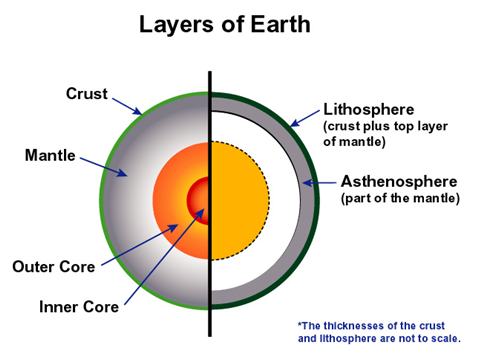 Layers of Earth
Crust
Mantle
Outer Core
Inner Core
Lithosphere
(crust plus top layer
of mantle)
Asthenosphere
(part of the mantle)
*The thicknesses of the crust
and lithosphere are not to scale.